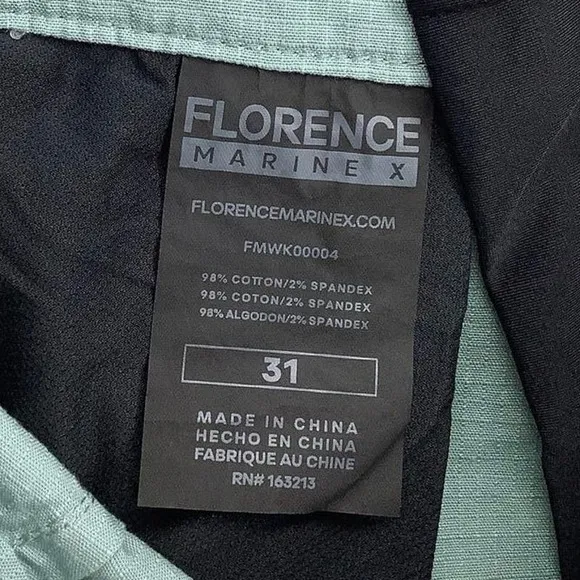 FLORENCE
MARINE X
FLORENCEMARINEX.COM
FMWK00004
98% COTTON/2% SPANDEX
98% COTON/2% SPANDEX
98% ALGODON/2% SPANDEX
31
MADE IN CHINA
HECHO EN CHINA
FABRIQUE AU CHINE
RN# 163213